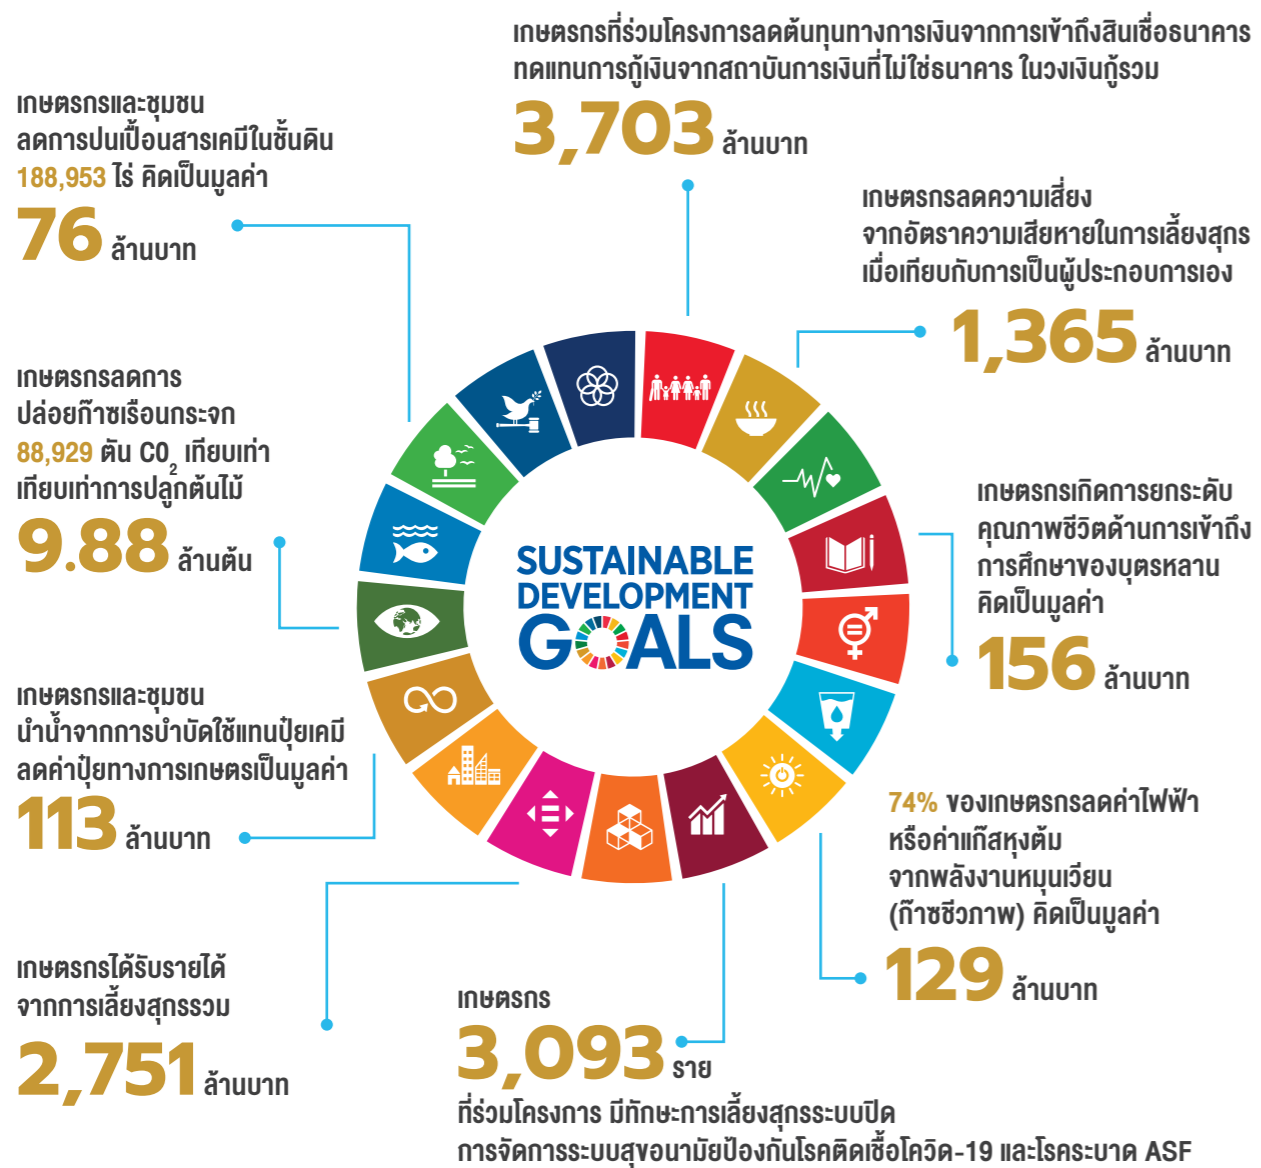 เกษตรกรที่ร่วมโครงการลดต้นทุนทางการเงินจากการเข้าถึงสินเชื่อธนาคาร
ทดแทนการกู้เงินจากสถาบันการเงินที่ไม่ใช่ธนาคาร ในวงเงินกู้รวม
3,703 ล้านบาท
เกษตรกรและชุมชน
ลดการปนเปื้อนสารเคมีในชั้นดิน
188,953 ไร่ คิดเป็นมูลค่า
76 ล้านบาท
เกษตรกรลดความเสี่ยง
จากอัตราความเสียหายในการเลี้ยงสุกร
เมื่อเทียบกับการเป็นผู้ประกอบการเอง
1,365 ล้านบาท
เกษตรกรลดการ
ปล่อยก๊าซเรือนกระจก
88,929 ตัน CO2 เทียบเท่า
เทียบเท่าการปลูกต้นไม้
9.88 ล้านต้น
เกษตรกรเกิดการยกระดับ
คุณภาพชีวิตด้านการเข้าถึง
การศึกษาของบุตรหลาน
คิดเป็นมูลค่า
156 ล้านบาท
SUSTAINABLE
DEVELOPMENT
GOALS
เกษตรกรและชุมชน
นำน้ำจากการบำบัดใช้แทนปุ๋ยเคมี
ลดค่าปุ๋ยทางการเกษตรเป็นมูลค่า
113 ล้านบาท
74% ของเกษตรกรลดค่าไฟฟ้า
หรือค่าแก๊สหุงต้ม
จากพลังงานหมุนเวียน
(ก๊าซชีวภาพ) คิดเป็นมูลค่า
129 ล้านบาท
เกษตรกรได้รับรายได้
จากการเลี้ยงสุกรรวม
2,751 ล้านบาท
เกษตรกร
3,093 ราย
ที่ร่วมโครงการ มีทักษะการเลี้ยงสุกรระบบปิด
การจัดการระบบสุขอนามัยป้องกันโรคติดเชื้อโควิด-19 และโรคระบาด ASF